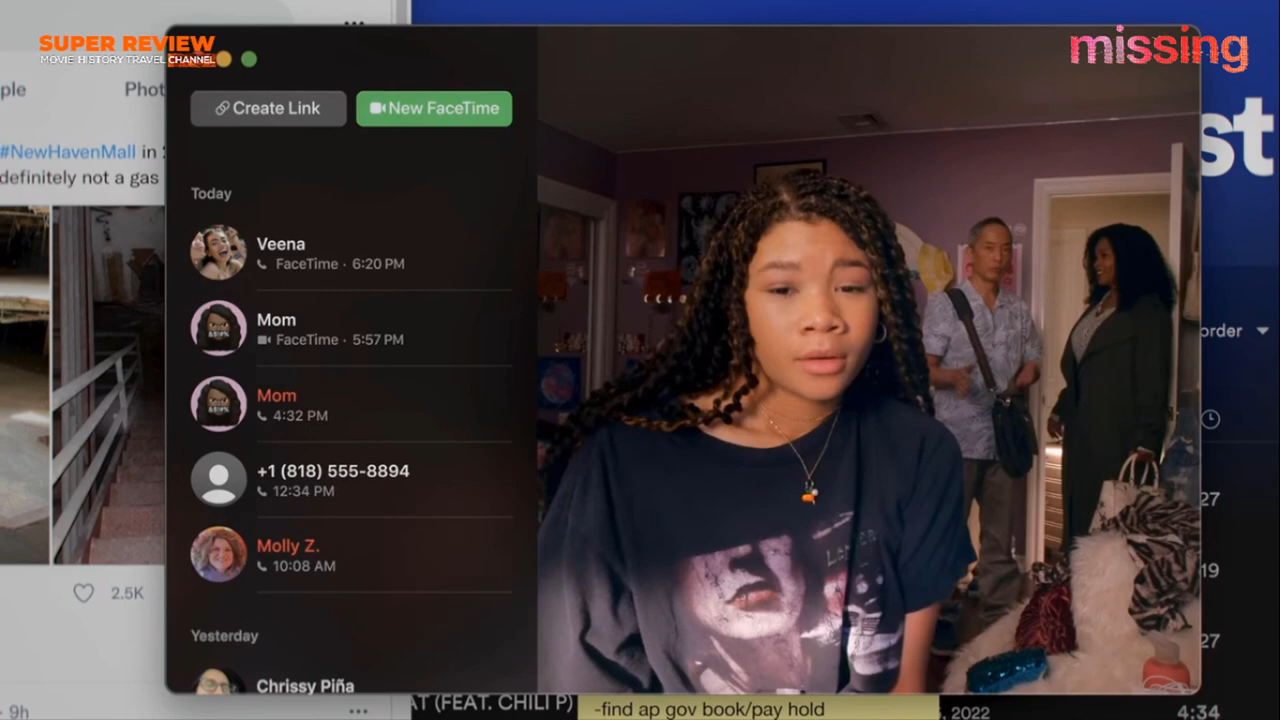 SUPER REVIEW
MOVIE HISTORY TRAVEL CHANNEL
missing
ple
Phot
#NewHavenMall in
definitely not a gas
2.5K
9h
Create Link
New FaceTime
Today
Veena
FaceTime · 6:20 PM
Mom
FaceTime · 5:57 PM
Mom
4:32 PM
+1 (818) 555-8894
12:34 PM
Molly Z.
10:08 AM
Yesterday
Chrissy Piña
st
order
27
19
27
AT (FEAT. CHILI P)
-find ap gov book/pay hold
, 2022
4:34